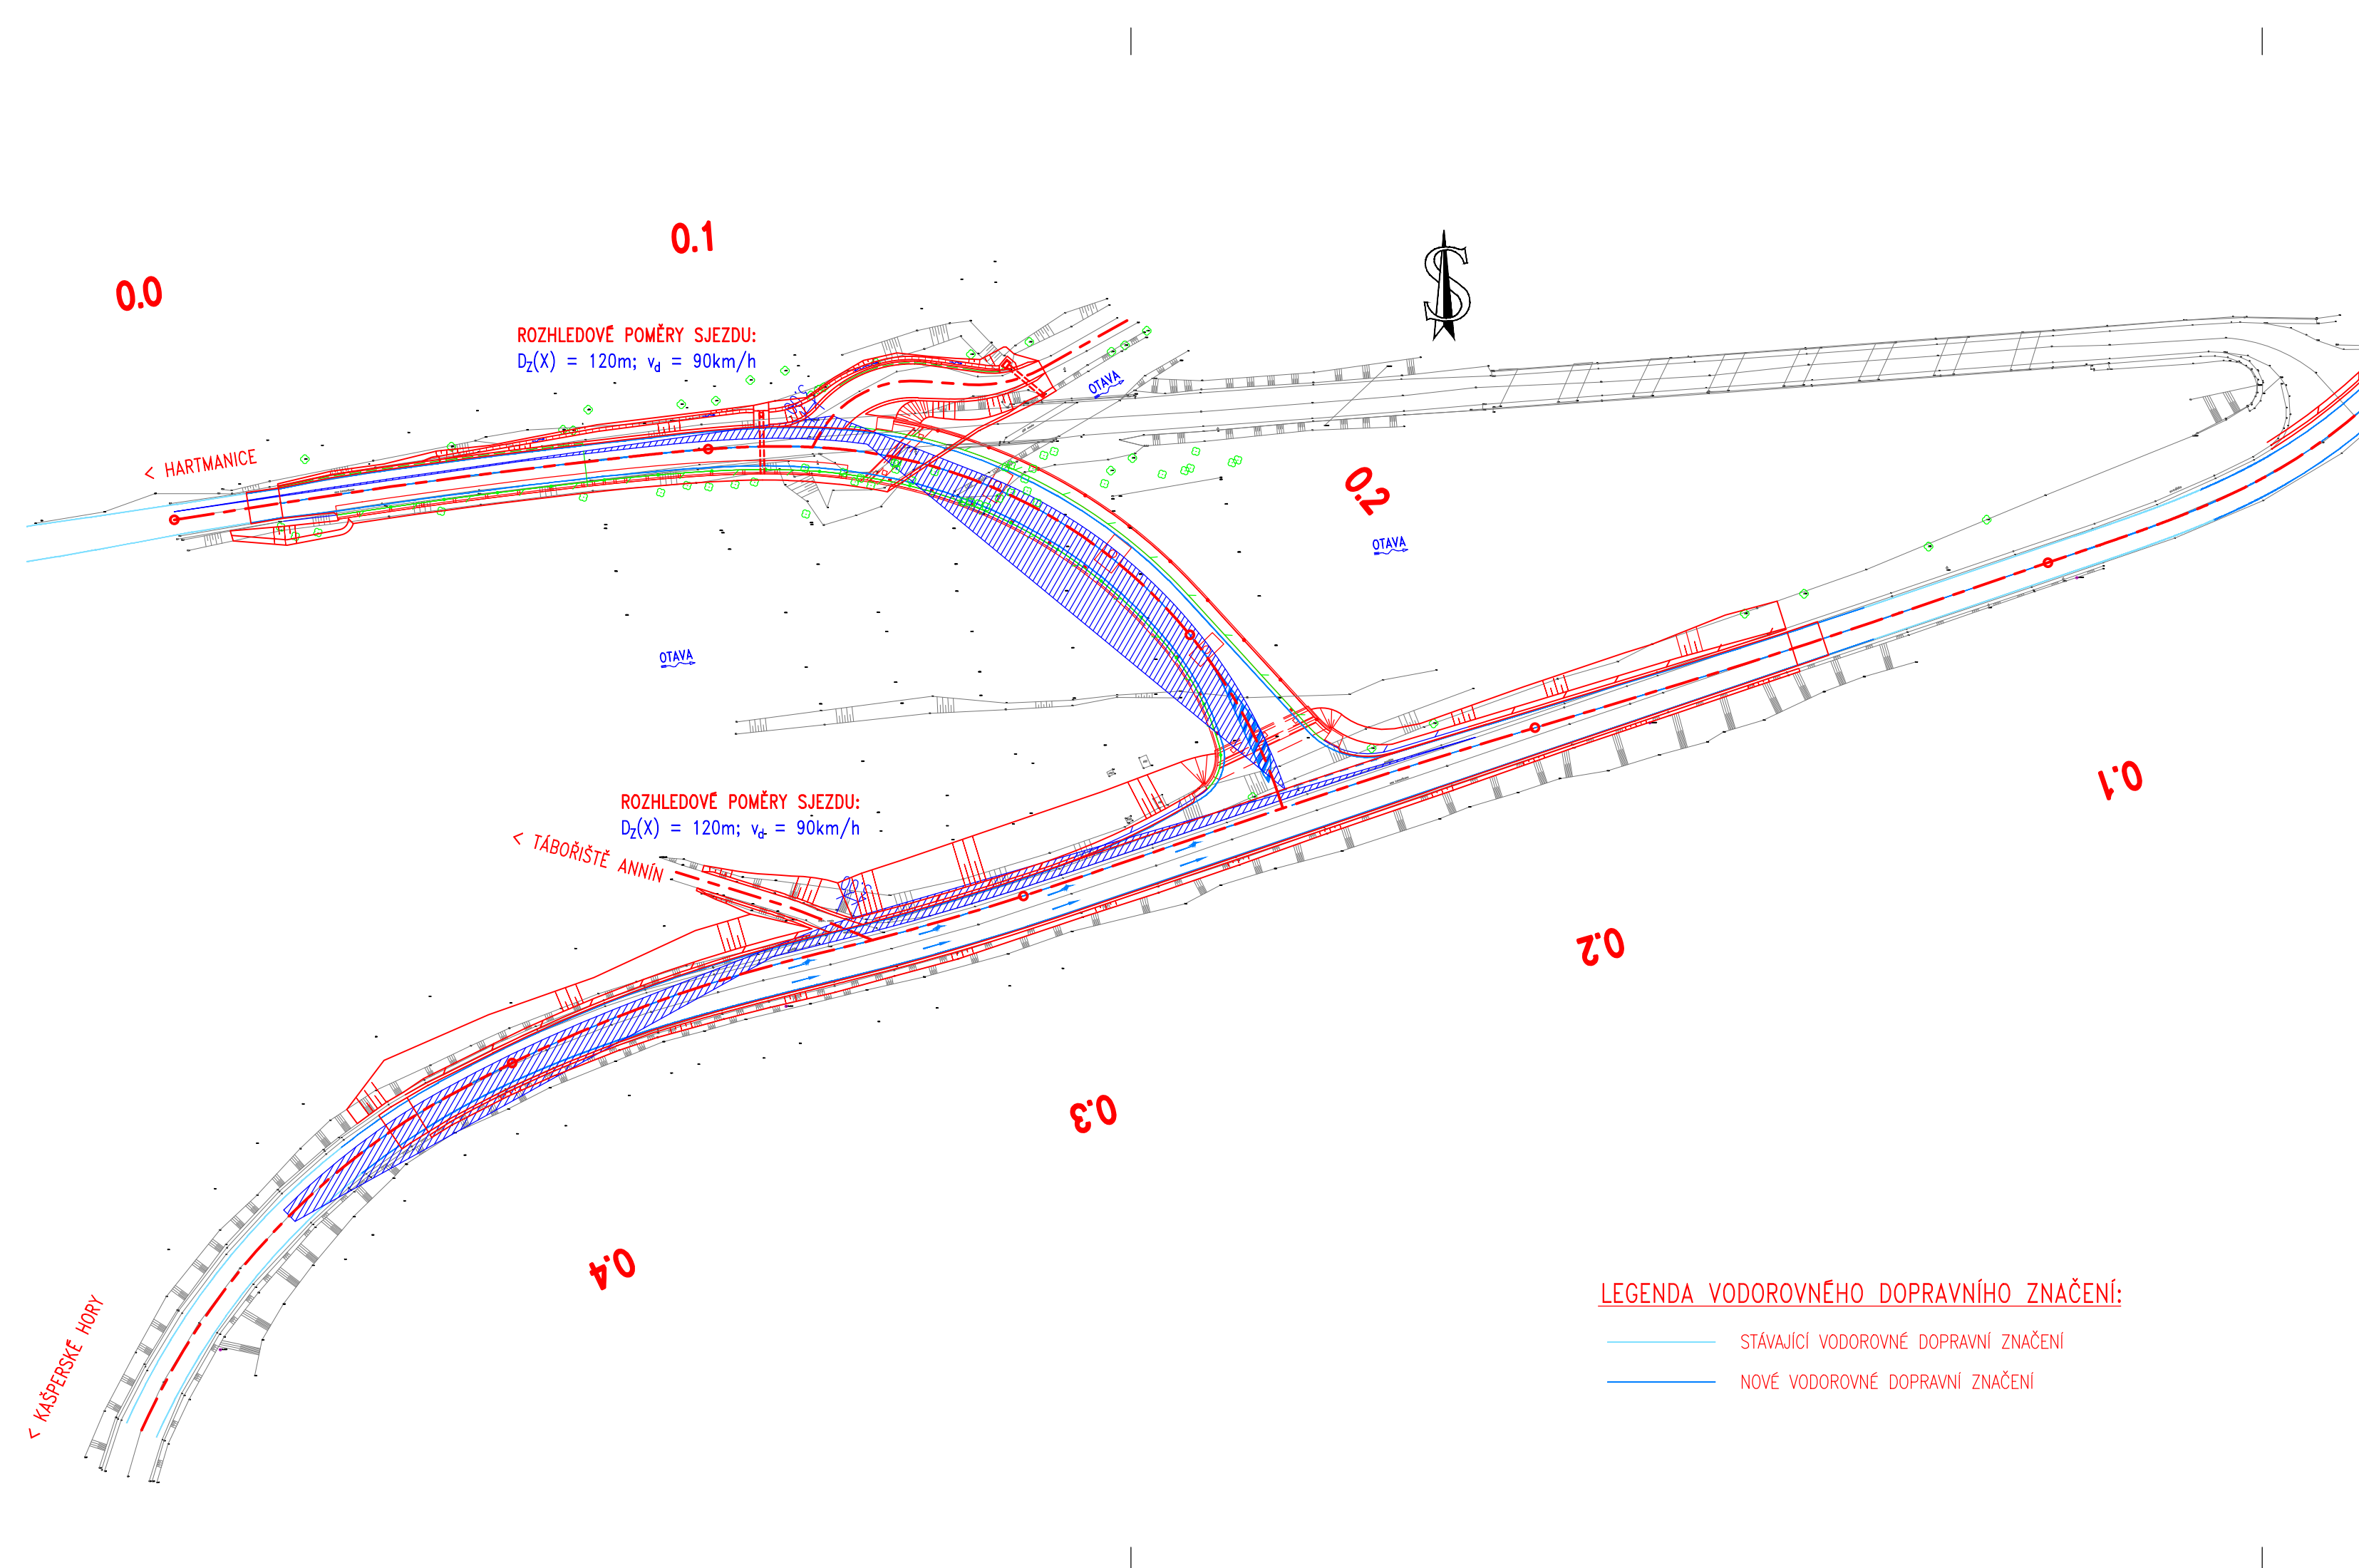 0.1
0.0
S
ROZHLEDOVÉ POMĚRY SJEZDU:
DZ(X) = 120m; vd = 90km/h
OTAVA
< HARTMANICE
0.2
OTAVA
OTAVA
0.1
ROZHLEDOVÉ POMĚRY SJEZDU:
DZ(X) = 120m; vd = 90km/h
< TÁBOŘIŠTĚ ANNÍN
0.2
0.3
0.4
< KAŠPERSKÉ HORY
LEGENDA VODOROVNÉHO DOPRAVNÍHO ZNAČENÍ:
STÁVAJÍCÍ VODOROVNÉ DOPRAVNÍ ZNAČENÍ
NOVÉ VODOROVNÉ DOPRAVNÍ ZNAČENÍ